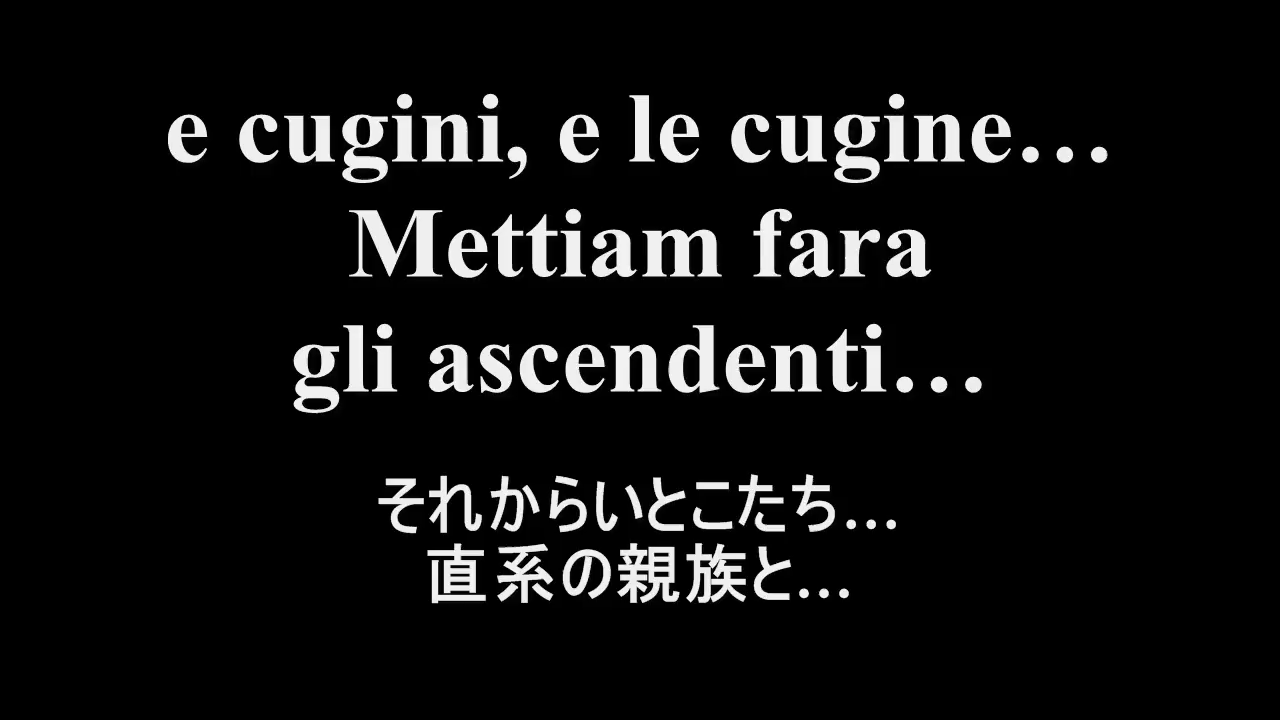 e cugini, e le cugine…
Mettiam fara
gli ascendenti…
それからいとこたち…
直系の親族と…